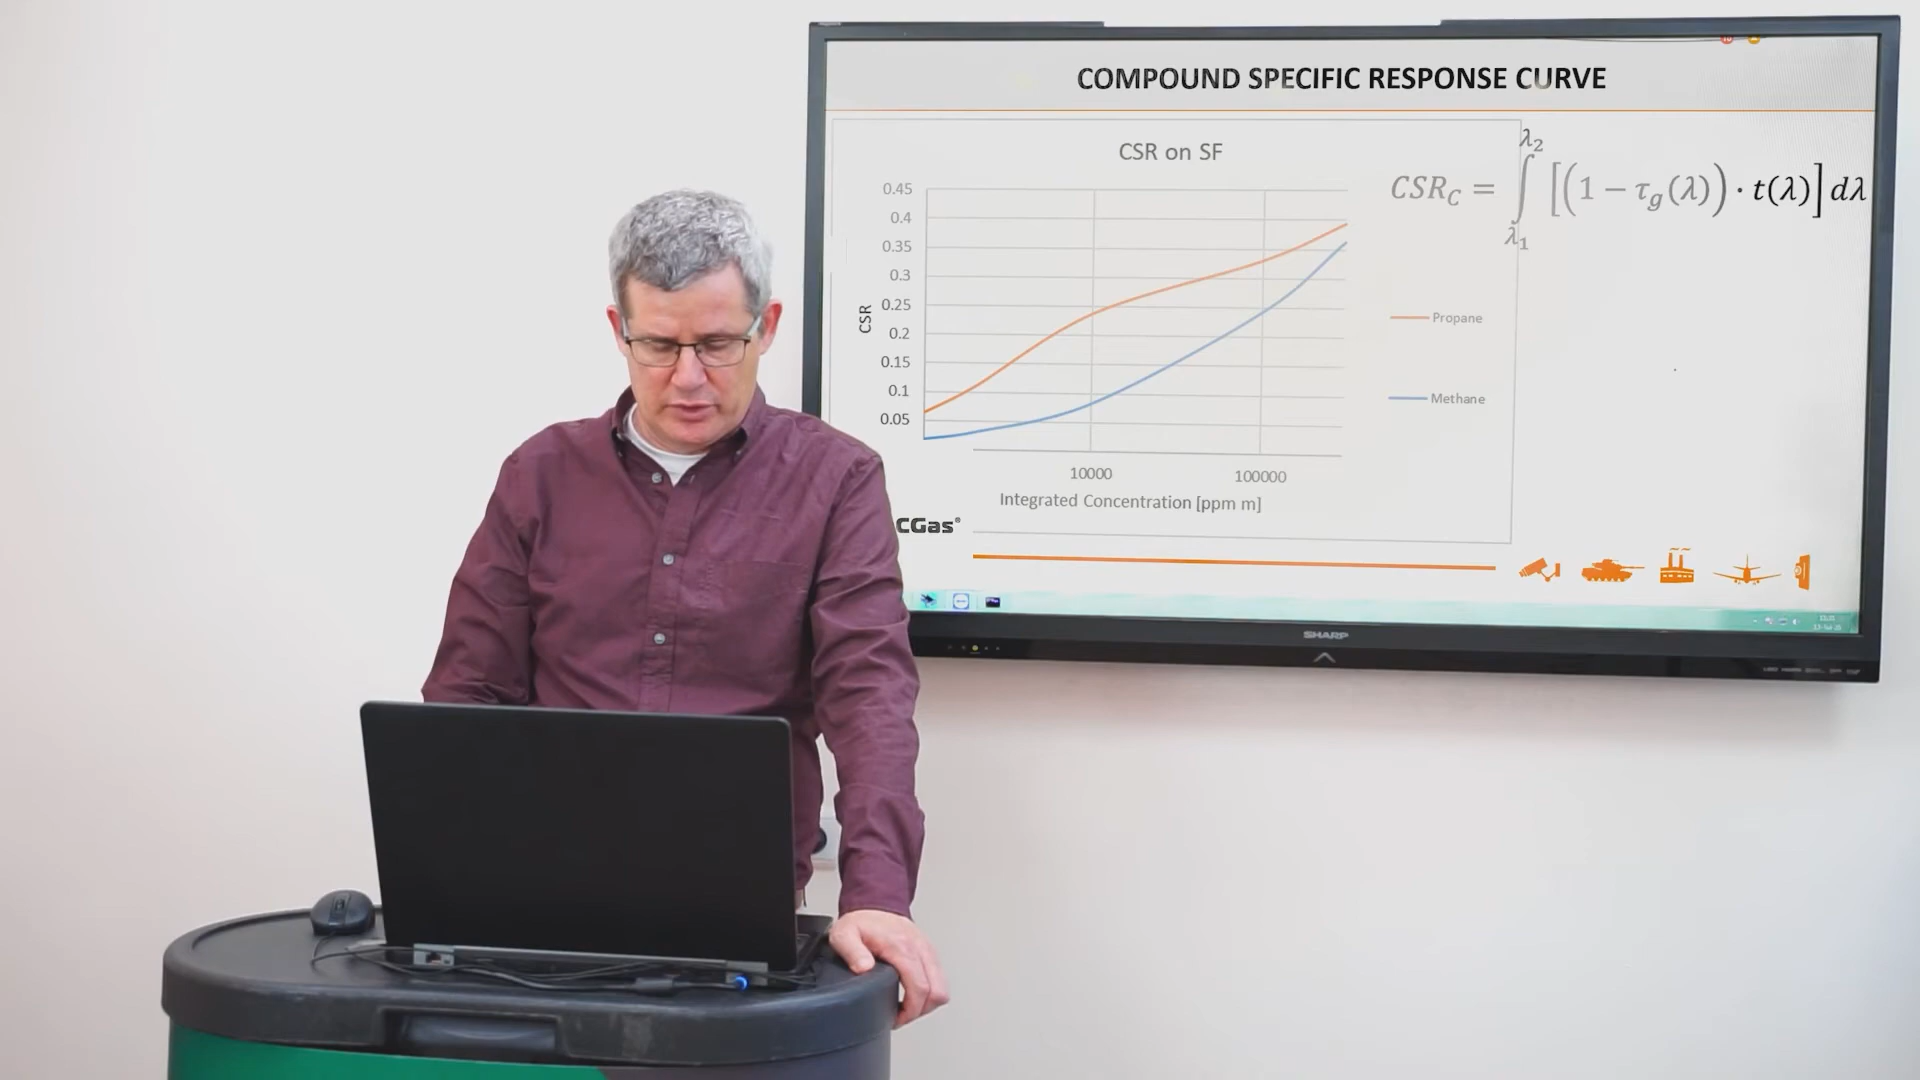 COMPOUND SPECIFIC RESPONSE CURVE
CSR on SF
CSR_C = ∫_{λ_1}^{λ_2} [(1 − τ_g(λ)) · t(λ)] dλ
0.45
0.4
0.35
0.3
0.25
0.2
0.15
0.1
0.05
CSR
Propane
Methane
10000
100000
Integrated Concentration [ppm m]
CGas®
SHARP